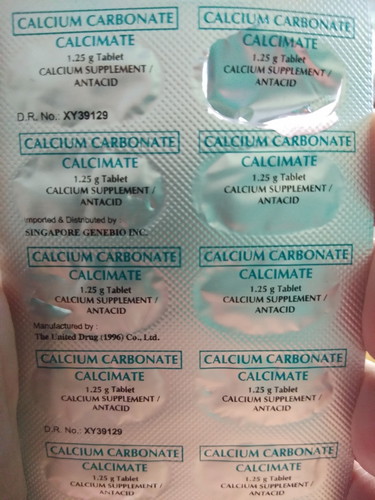 CALCIUM CARBONATE
CALCIMATE
1.25 g Tablet
CALCIUM SUPPLEMENT /
ANTACID
D.R. No.: XY39129
CALCIUM CARBONATE
CALCIMATE
1.25 g Tablet
CALCIUM SUPPLEMENT /
ANTACID
CALCIUM CARBONATE
CALCIMATE
1.25 g Tablet
CALCIUM SUPPLEMENT /
ANTACID
Imported & Distributed by
SINGAPORE GENEBIO INC.
CALCIUM CARBONATE
CALCIMATE
1.25 g Tablet
CALCIUM SUPPLEMENT /
ANTACID
CALCIUM CARBONATE
CALCIMATE
1.25 g Tablet
CALCIUM SUPPLEMENT /
ANTACID
Manufactured by :
The United Drug (1996) Co., Ltd.
CALCIUM CARBONATE
CALCIMATE
1.25 g Tablet
CALCIUM SUPPLEMENT /
ANTACID
CALCIUM CARBONATE
CALCIMATE
1.25 g Tablet
CALCIUM SUPPLEMENT /
ANTACID
D.R. No.: XY39129
CALCIUM CARBONATE
CALCIMATE
1.25 g Tablet
CALCIUM SUPPLEMENT /
ANTACID
CALCIUM CARBONATE
CALCIMATE
1.25 g Tablet
CALCIUM SUPPLEMENT /
ANTACID
CALCIUM CARBONATE
CALCIMATE
1.25 g Tablet
CALCIUM SUPPLEMENT /
ANTACID